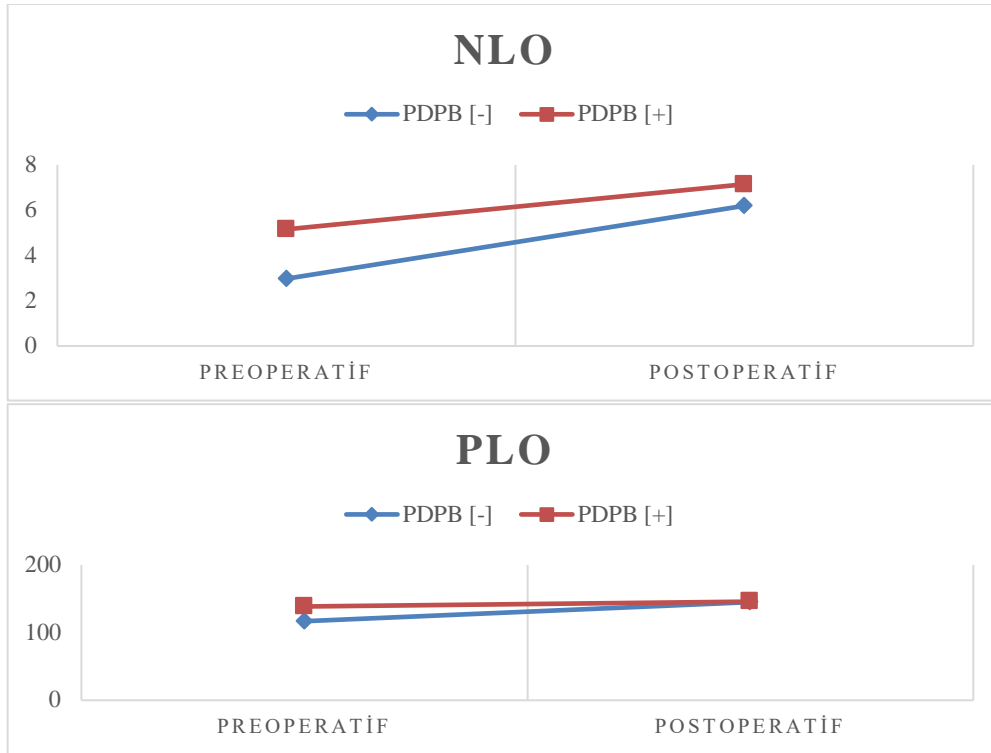 NLO
PDPB [-] PDPB [+]
8
6
4
2
0
PREOPERATİF POSTOPERATİF
PLO
PDPB [-] PDPB [+]
200
100
0
PREOPERATİF POSTOPERATİF